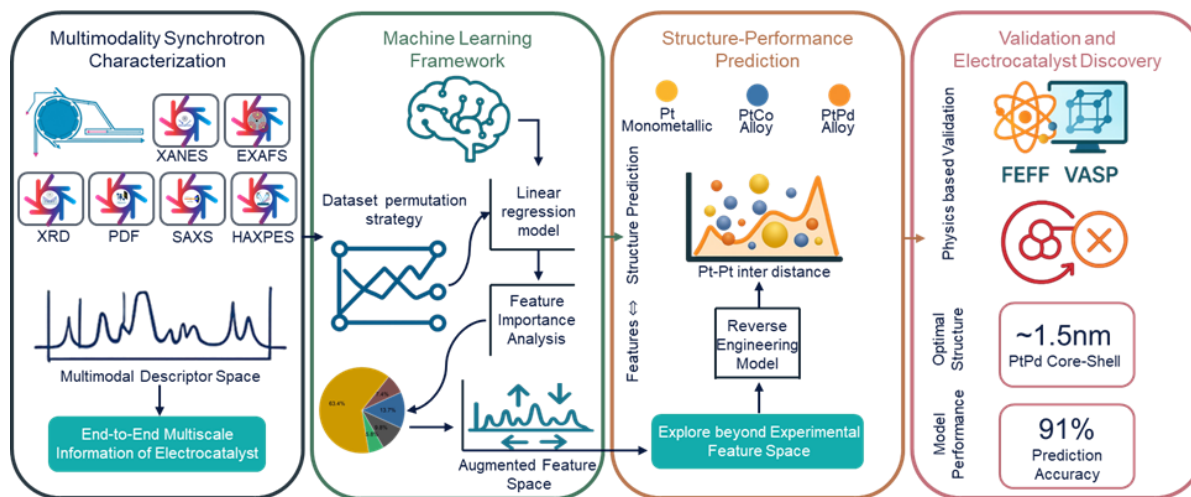 Multimodality Synchrotron
Characterization
XANES
EXAFS
XRD
PDF
SAXS
HAXPES
Multimodal Descriptor Space
End-to-End Multiscale
Information of Electrocatalyst
Machine Learning
Framework
Dataset permutation
strategy
Linear
regression
model
Feature
Importance
Analysis
63.4%
7.4%
13.7%
Augmented Feature
Space
Structure-Performance
Prediction
Pt
Monometallic
PtCo
Alloy
PtPd
Alloy
Features ⇔ Structure Prediction
Pt-Pt inter distance
Reverse
Engineering
Model
Explore beyond Experimental
Feature Space
Validation and
Electrocatalyst Discovery
Physics based Validation
FEFF
VASP
Optimal
Structure
~1.5nm
PtPd Core-Shell
Model
Performance
91%
Prediction
Accuracy